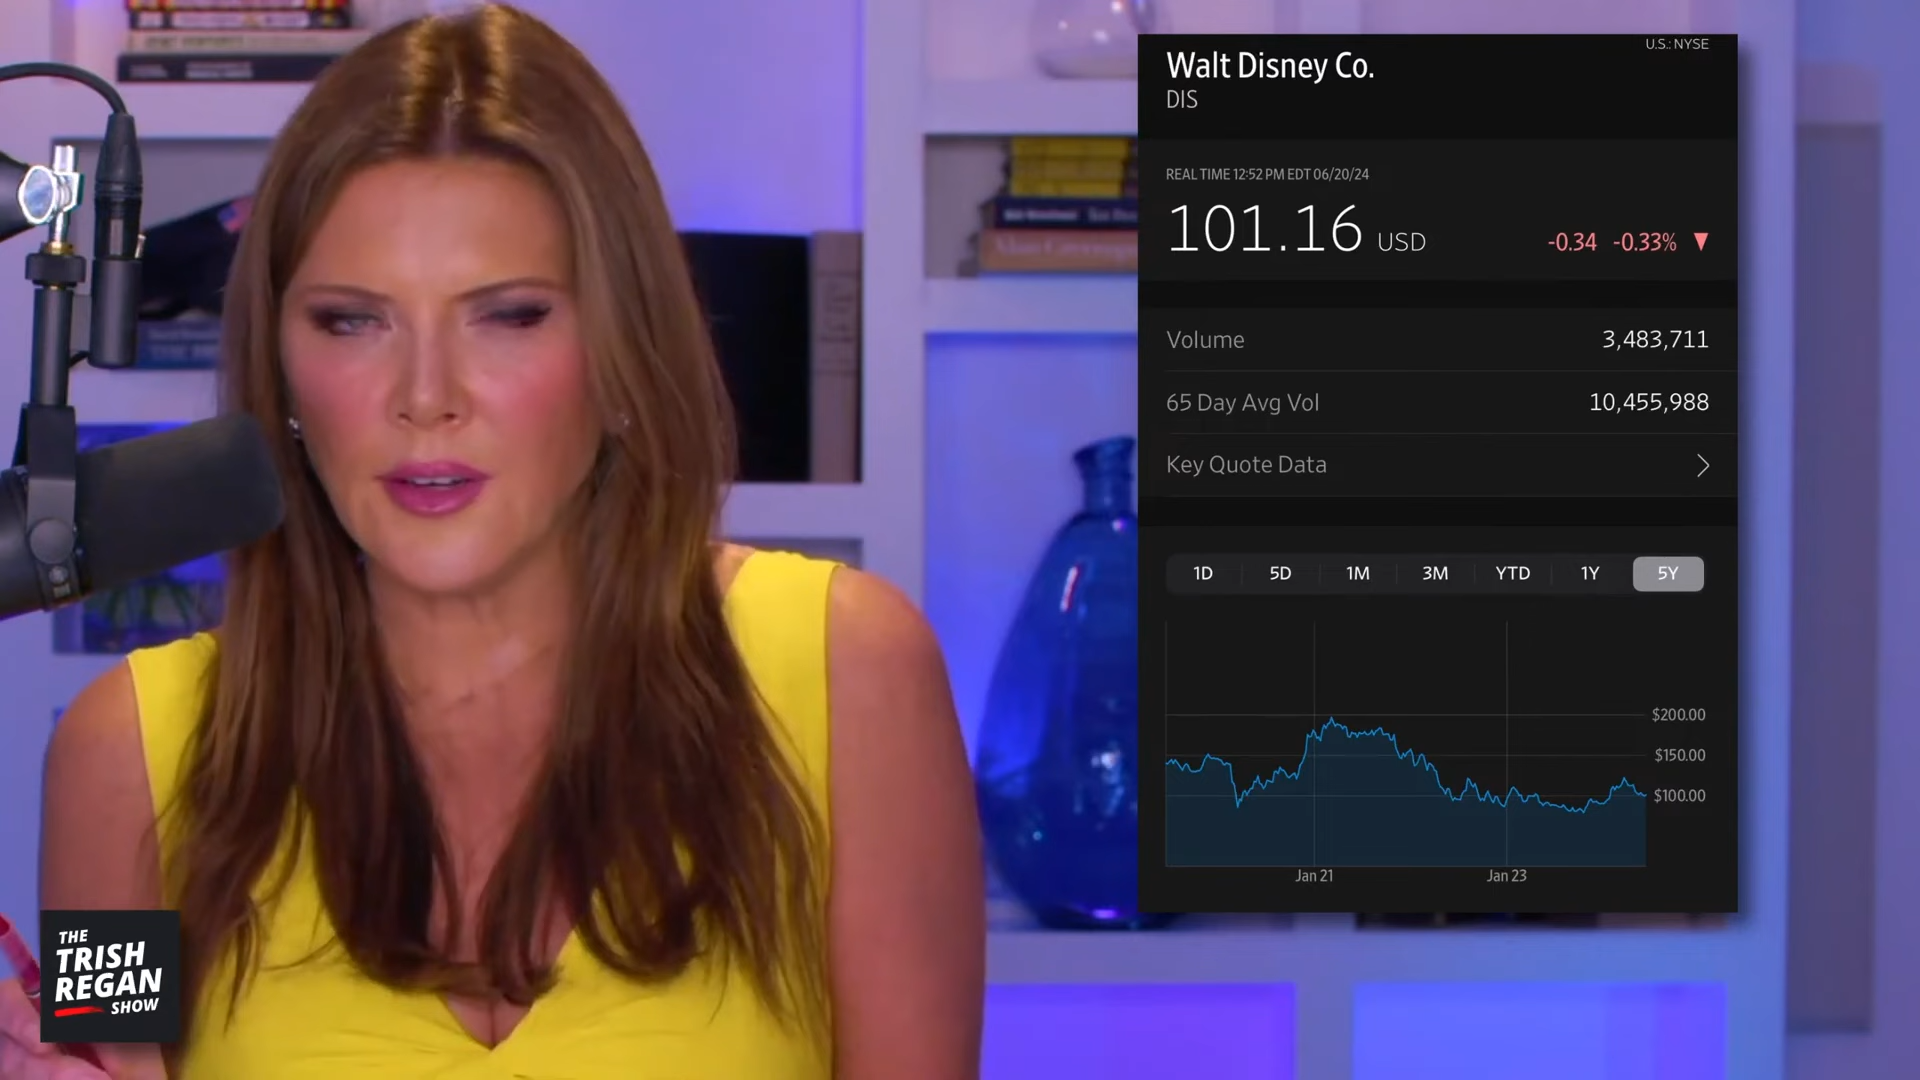 U.S.: NYSE
Walt Disney Co.
DIS
REAL TIME 12:52 PM EDT 06/20/24
101.16 USD
-0.34 -0.33% ▼
Volume 3,483,711
65 Day Avg Vol 10,455,988
Key Quote Data
1D 5D 1M 3M YTD 1Y 5Y
$200.00
$150.00
$100.00
Jan 21 Jan 23
THE
TRISH
REGAN
SHOW